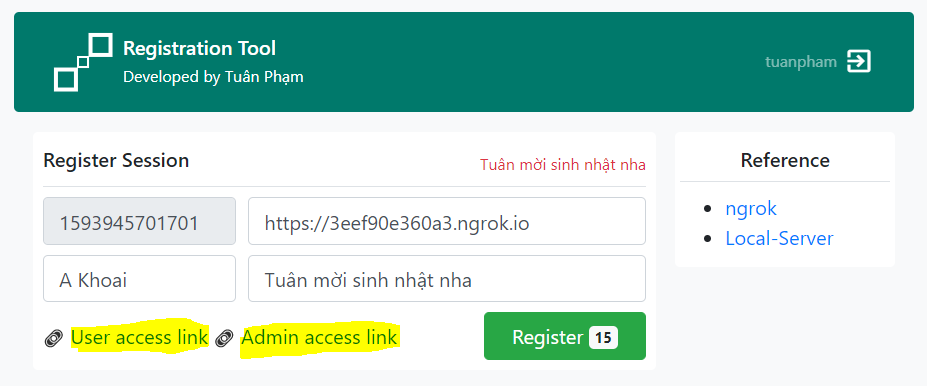 Registration Tool
Developed by Tuân Phạm
tuanpham
Register Session
Tuân mời sinh nhật nha
1593945701701
https://3eef90e360a3.ngrok.io
A Khoai
Tuân mời sinh nhật nha
User access link
Admin access link
Register 15
Reference
ngrok
Local-Server